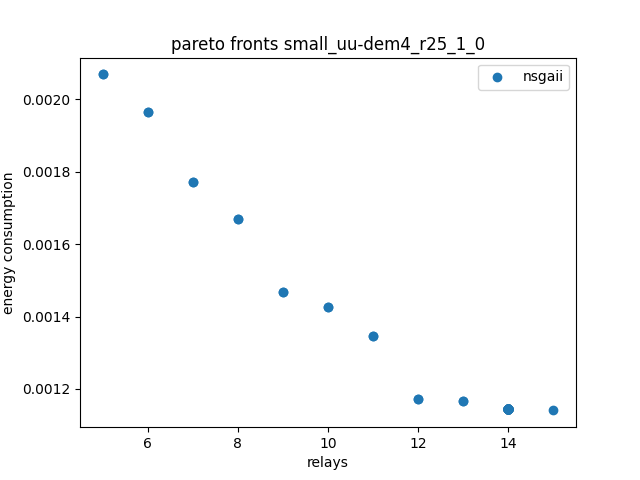 pareto fronts small_uu-dem4_r25_1_0
nsgaii
energy consumption
0.0020
0.0018
0.0016
0.0014
0.0012
6 8 10 12 14
relays